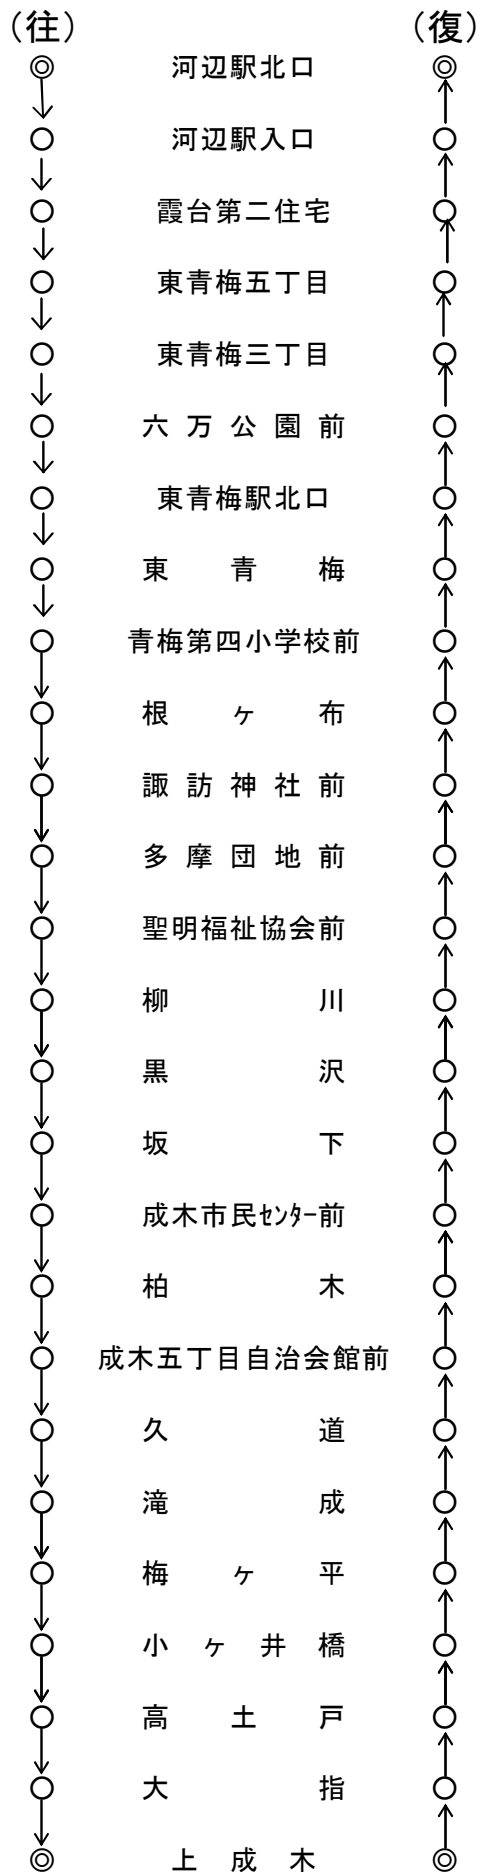 (往) (復)
河辺駅北口
河辺駅入口
霞台第二住宅
東青梅五丁目
東青梅三丁目
六万公園前
東青梅駅北口
東青梅
青梅第四小学校前
根ヶ布
諏訪神社前
多摩団地前
聖明福祉協会前
柳川
黒沢
坂下
成木市民ｾﾝﾀｰ前
柏木
成木五丁目自治会館前
久道
滝成
梅ヶ平
小ヶ井橋
高土戸
大指
上成木